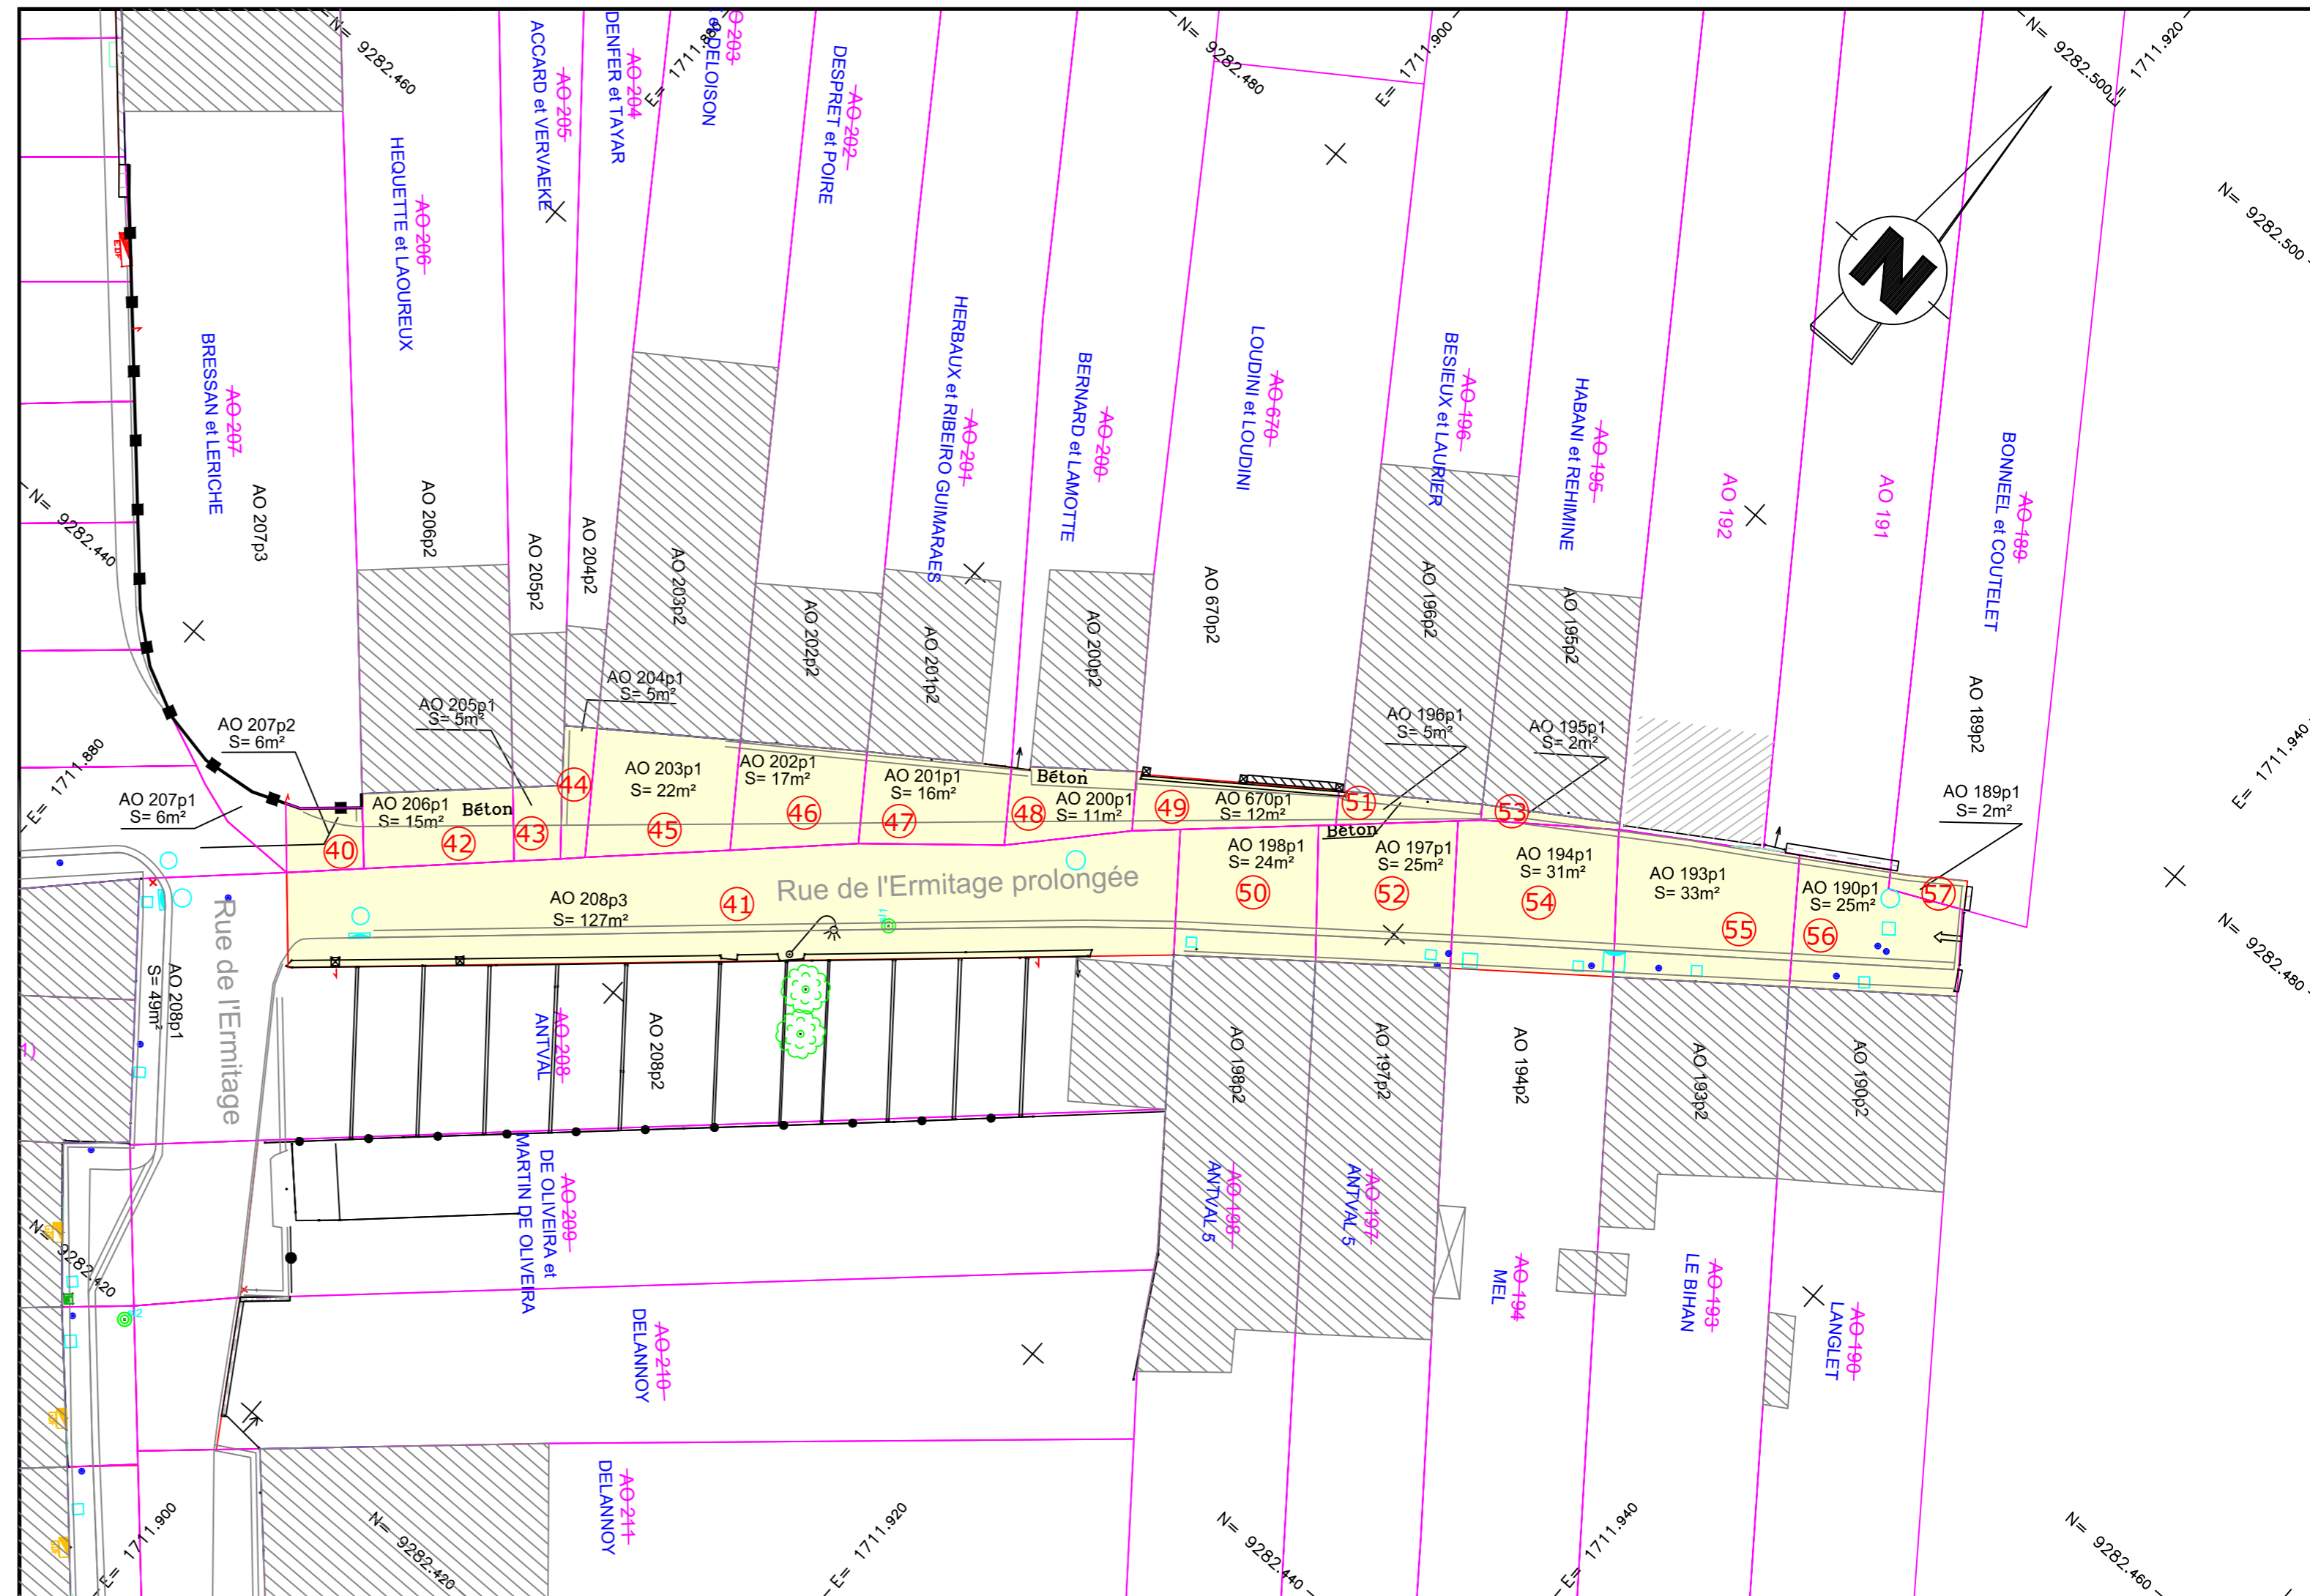 N= 9282.460
E= 1711.880
N= 9282.480
E= 1711.900
N= 9282.500
E= 1711.920
N= 9282.500
ACCARD et VERVAEKE
AO 205
DENFER et TAYAR
AO 204
et DELOISON
AO 203
DESPRET et POIRE
AO 202
HEQUETTE et LAOUREUX
AO 206
BRESSAN et LERICHE
AO 207
HERBAUX et RIBEIRO GUIMARAES
AO 201
BERNARD et LAMOTTE
AO 200
LOUDINI et LOUDINI
AO 670
BESIEUX et LAURIER
AO 196
HABANI et REHIMINE
AO 195
AO 192
AO 191
BONNEEL et COUTELET
AO 189
N
EDF
N= 9282.440
AO 207p3
AO 206p2
AO 205p2
AO 204p2
AO 203p2
AO 202p2
AO 201p2
AO 200p2
AO 670p2
AO 196p2
AO 195p2
AO 189p2
E= 1711.880
E= 1711.940
AO 207p2
S= 6m²
AO 207p1
S= 6m²
AO 205p1
S= 5m²
AO 204p1
S= 5m²
AO 206p1
S= 15m²
Béton
AO 203p1
S= 22m²
AO 202p1
S= 17m²
AO 201p1
S= 16m²
Béton
AO 200p1
S= 11m²
AO 670p1
S= 12m²
AO 196p1
S= 5m²
AO 195p1
S= 2m²
AO 189p1
S= 2m²
Béton
40
42
43
44
45
46
47
48
49
51
53
AO 208p3
S= 127m²
41
Rue de l'Ermitage prolongée
AO 198p1
S= 24m²
50
AO 197p1
S= 25m²
52
AO 194p1
S= 31m²
54
AO 193p1
S= 33m²
55
AO 190p1
S= 25m²
56
57
N= 9282.480
Rue de l'Ermitage
AO 208p1
S= 49m²
ANTVAL
AO 208
AO 208p2
AO 198p2
AO 197p2
AO 194p2
AO 193p2
AO 190p2
MARTIN DE OLIVEIRA
DE OLIVEIRA et
AO 209
ANTVAL 5
AO 198
ANTVAL 5
AO 197
MEL
AO 194
LE BIHAN
AO 193
LANGLET
AO 190
N= 9282.420
DELANNOY
AO 210
DELANNOY
AO 211
E= 1711.900
N= 9282.420
E= 1711.920
N= 9282.440
E= 1711.940
N= 9282.460